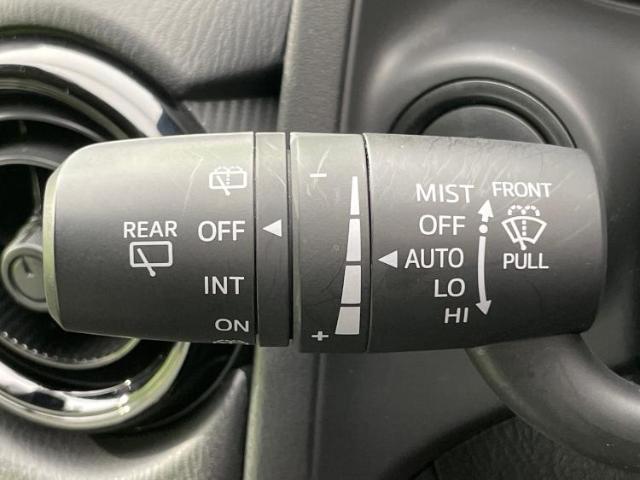 REAR
OFF
INT
ON
−
+
MIST
OFF
AUTO
LO
HI
FRONT
PULL